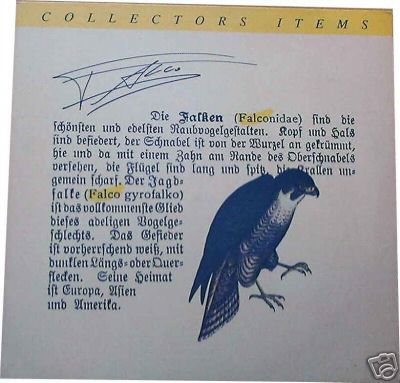 COLLECTORS ITEMS
Falco
Die Falken (Falconidae) sind die
schönsten und edelsten Raubvogelgestalten. Kopf und Hals
sind befiedert, der Schnabel ist von der Wurzel an gekrümmt,
hie und da mit einem Zahn am Rande des Oberschnabels
versehen, die Flügel sind lang und spitz, die Krallen un-
gemein scharf. Der Jagd-
falke (Falco gyrofalko)
ist das vollkommenste Glied
dieses adeligen Vogelge-
schlechts. Das Gefieder
ist vorherrschend weiß, mit
dunklen Längs- oder Quer-
flecken. Seine Heimat
ist Europa, Asien
und Amerika.